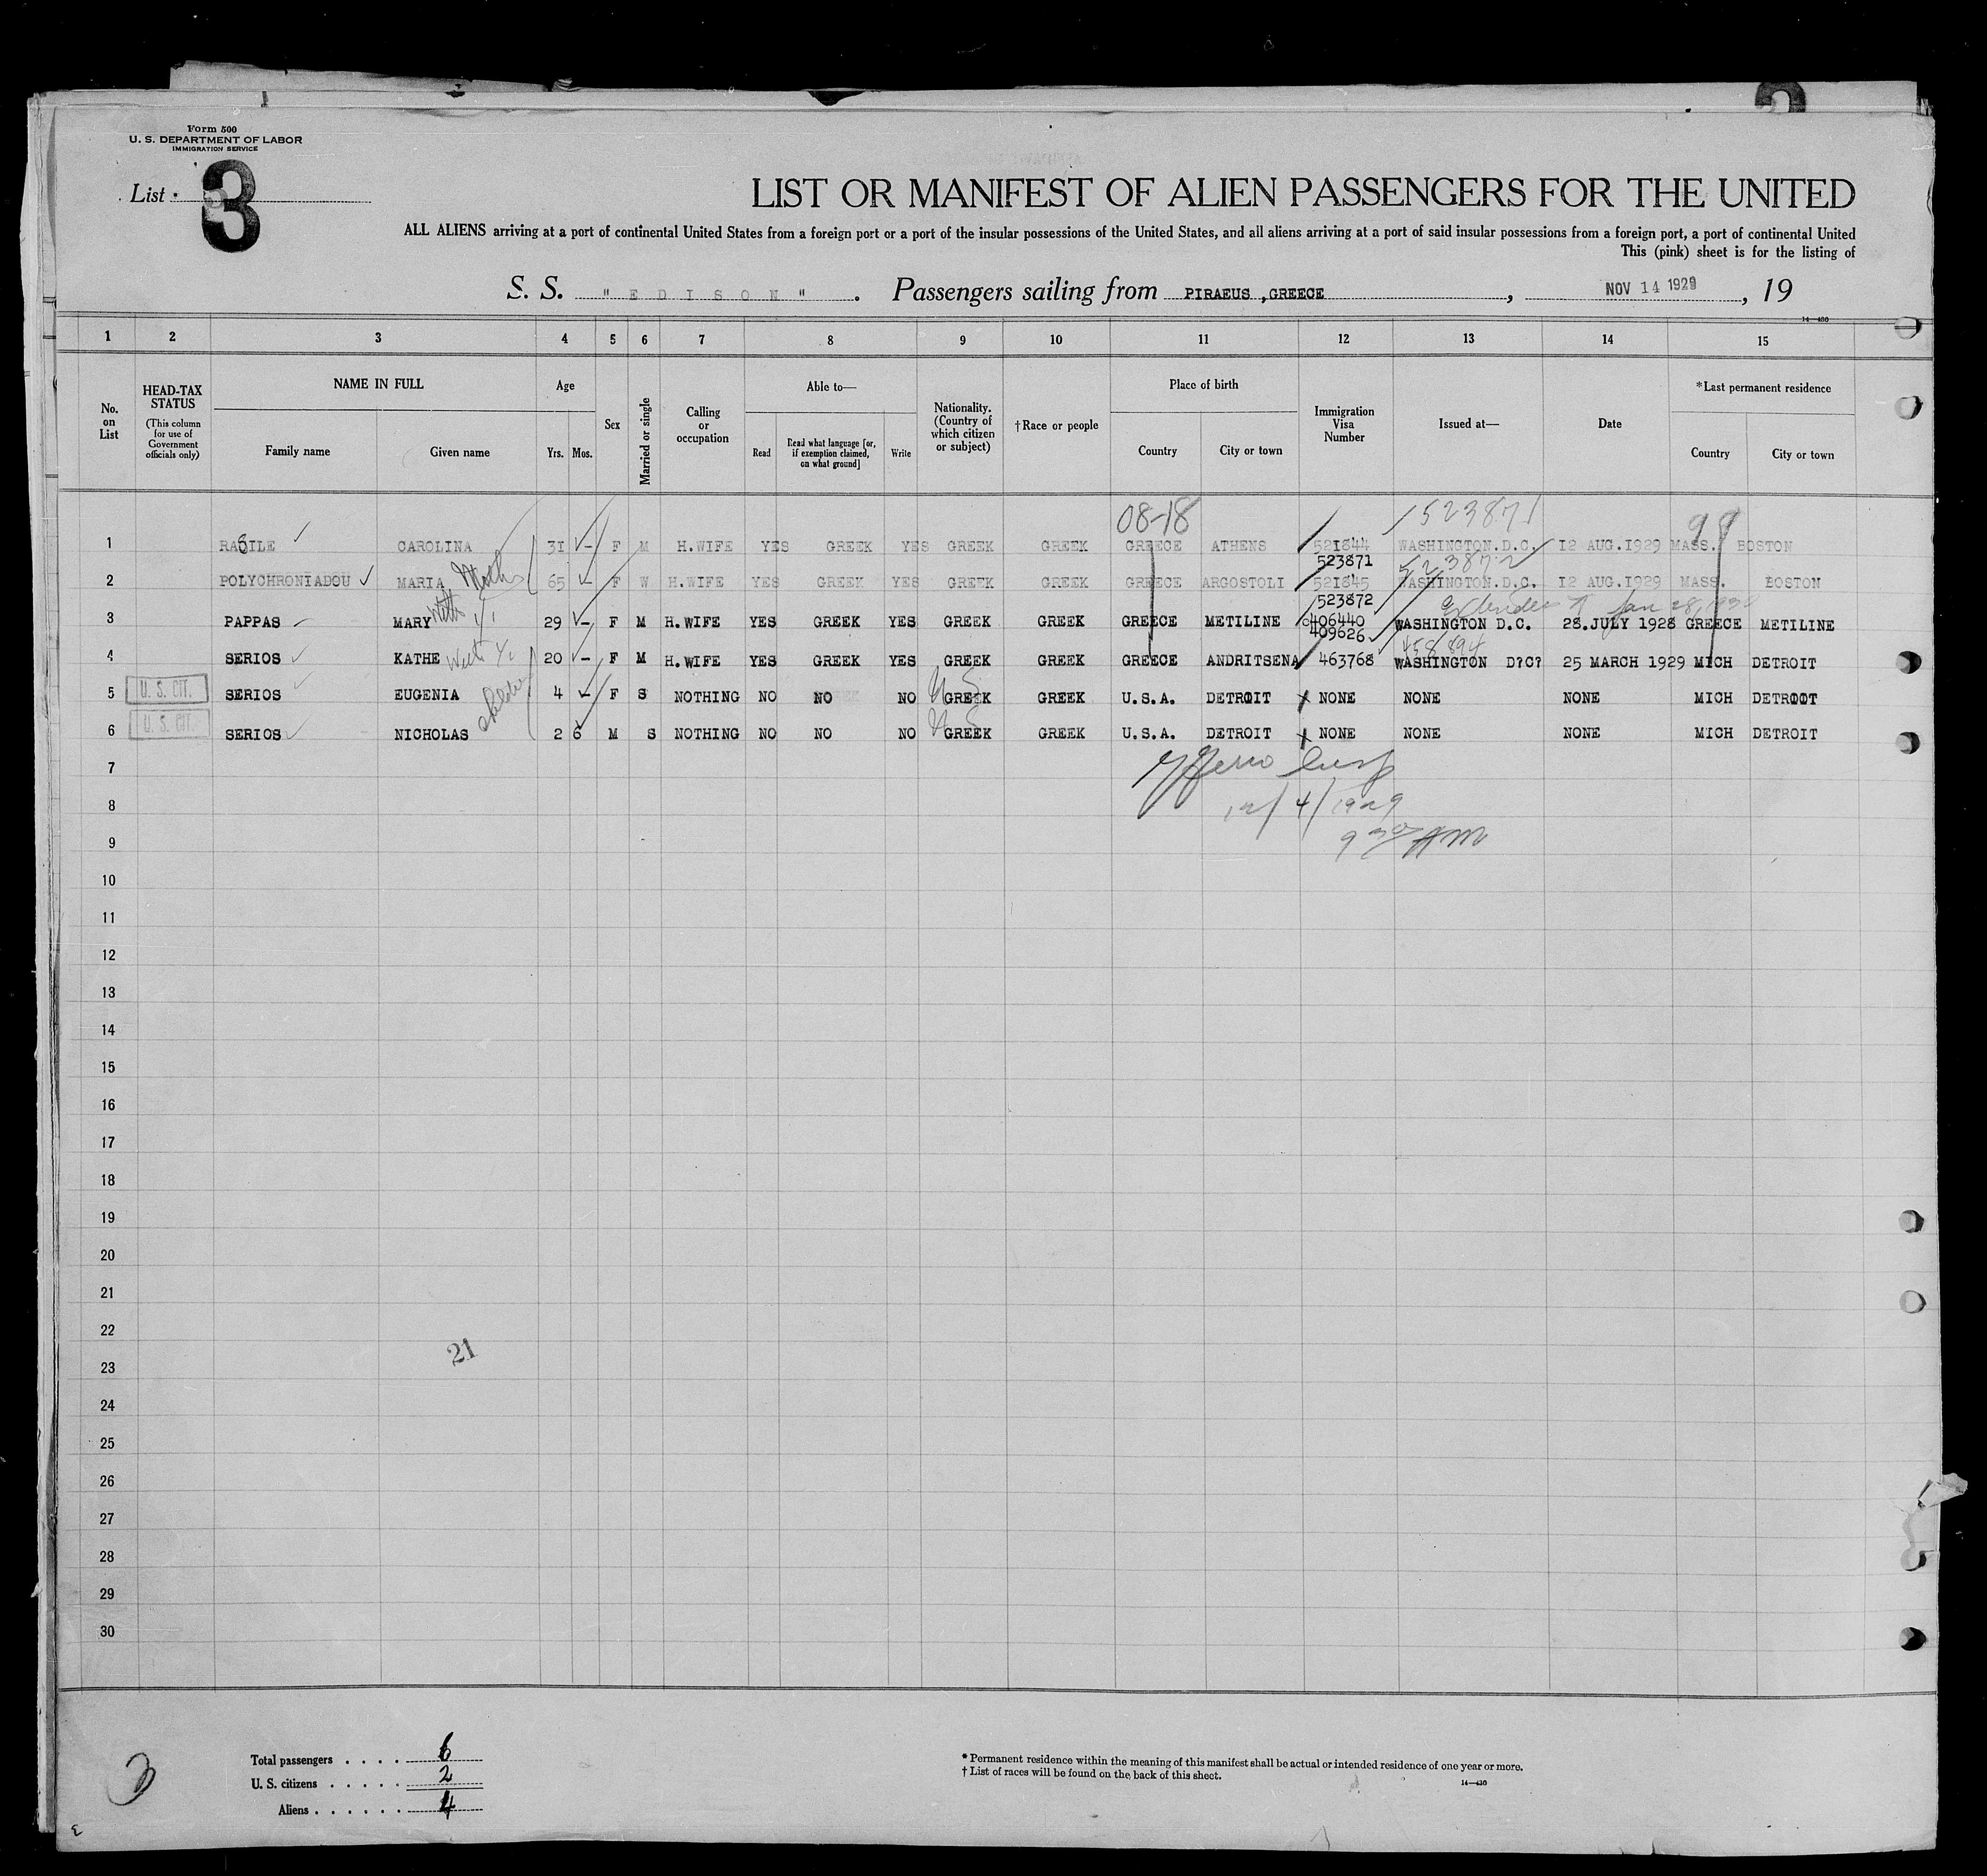 Form 500
U. S. DEPARTMENT OF LABOR
IMMIGRATION SERVICE
List 3
LIST OR MANIFEST OF ALIEN PASSENGERS FOR THE UNITED
ALL ALIENS arriving at a port of continental United States from a foreign port or a port of the insular possessions of the United States, and all aliens arriving at a port of said insular possessions from a foreign port, a port of continental United
This (pink) sheet is for the listing of
S. S. "EDISON". Passengers sailing from PIRAEUS ,GREECE, NOV 14 1929, 19
14—430
1 2 3 4 5 6 7 8 9 10 11 12 13 14 15
No. on List
HEAD-TAX STATUS
(This column for use of Government officials only)
NAME IN FULL
Family name
Given name
Age
Yrs. Mos.
Sex
Married or single
Calling or occupation
Able to—
Read
Read what language [or, if exemption claimed, on what ground]
Write
Nationality. (Country of which citizen or subject)
†Race or people
Place of birth
Country
City or town
Immigration Visa Number
Issued at—
Date
*Last permanent residence
Country
City or town
08-18 523871 99
1 CAROLINA 31 - F M H.WIFE YES GREEK YES GREEK GREEK GREECE ATHENS 521644 WASHINGTON.D.C. 12 AUG.1929 MASS. BOSTON
523871 523872
2 POLYCHRONIADOU MARIA 65 - F W H.WIFE YES GREEK YES GREEK GREEK GREECE ARGOSTOLI 521645 WASHINGTON.D.C. 12 AUG.1929 MASS. BOSTON
523872 Jan 28,
3 PAPPAS MARY 29 - F M H.WIFE YES GREEK YES GREEK GREEK GREECE METILINE 406440 WASHINGTON D.C. 28.JULY 1928 GREECE METILINE
409626 458894
4 SERIOS KATHE 20 - F M H.WIFE YES GREEK YES GREEK GREEK GREECE ANDRITSENA 463768 WASHINGTON D?C? 25 MARCH 1929 MICH DETROIT
5 U. S. CIT. SERIOS EUGENIA 4 - F S NOTHING NO NO NO GREEK GREEK U.S.A. DETROIT NONE NONE NONE MICH DETROIT
6 U. S. CIT. SERIOS NICHOLAS 2 6 M S NOTHING NO NO NO GREEK GREEK U.S.A. DETROIT NONE NONE NONE MICH DETROIT
7
8 12/4/1929
9 9 30 AM
10
11
12
13
14
15
16
17
18
19
20
21
22
21
23
24
25
26
27
28
29
30
Total passengers . . . . 6
U. S. citizens . . . . . 2
Aliens . . . . . . 4
3
*Permanent residence within the meaning of this manifest shall be actual or intended residence of one year or more.
†List of races will be found on the back of this sheet.
14—430